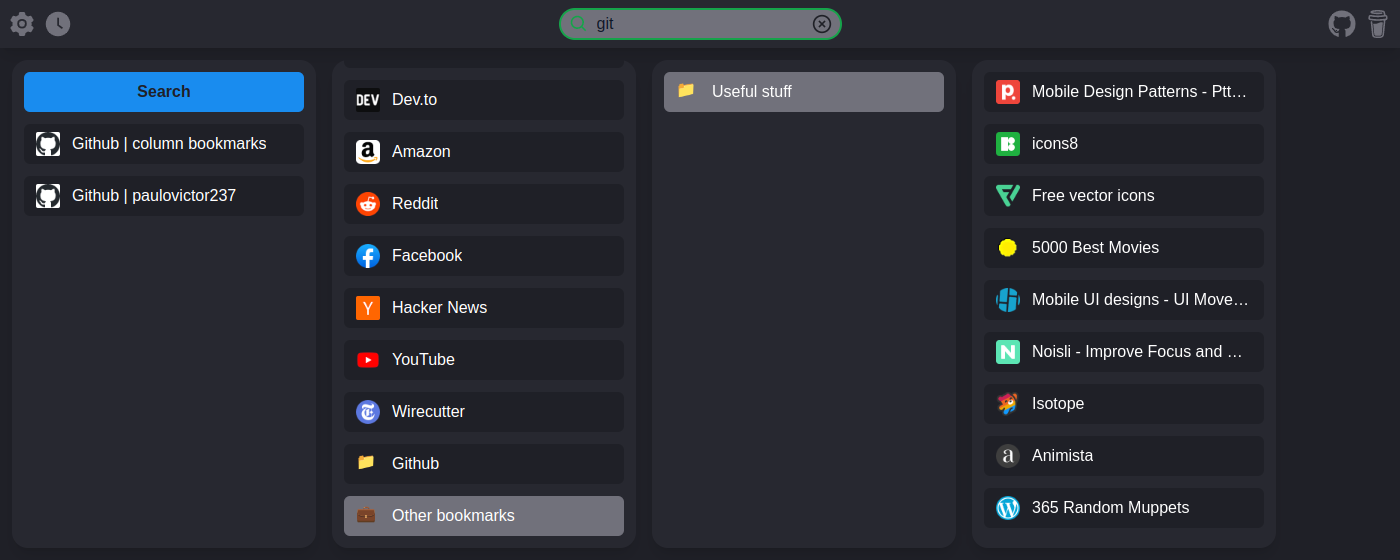 git
Search
Github | column bookmarks
Github | paulovictor237
DEV
Dev.to
a
Amazon
Reddit
Facebook
Y
Hacker News
YouTube
Wirecutter
Github
Other bookmarks
Useful stuff
p.
Mobile Design Patterns - Ptt…
icons8
Free vector icons
5000 Best Movies
Mobile UI designs - UI Move…
N
Noisli - Improve Focus and …
Isotope
a
Animista
365 Random Muppets